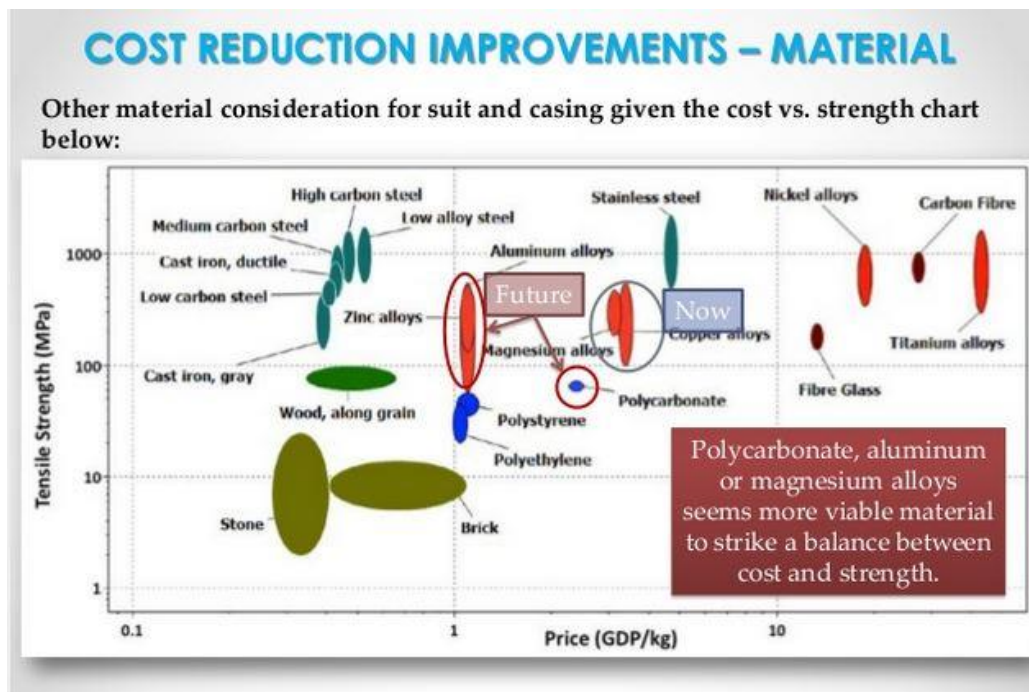 COST REDUCTION IMPROVEMENTS – MATERIAL
Other material consideration for suit and casing given the cost vs. strength chart
below:
High carbon steel
Medium carbon steel
Low alloy steel
Cast iron, ductile
Low carbon steel
Cast iron, gray
Zinc alloys
Aluminum alloys
Future
Stainless steel
Now
Nickel alloys
Carbon Fibre
Magnesium alloys
Copper alloys
Titanium alloys
Fibre Glass
Wood, along grain
Polystyrene
Polycarbonate
Polyethylene
Stone
Brick
Polycarbonate, aluminum
or magnesium alloys
seems more viable material
to strike a balance between
cost and strength.
Tensile Strength (MPa)
1000
100
10
1
0.1
1
10
Price (GDP/kg)